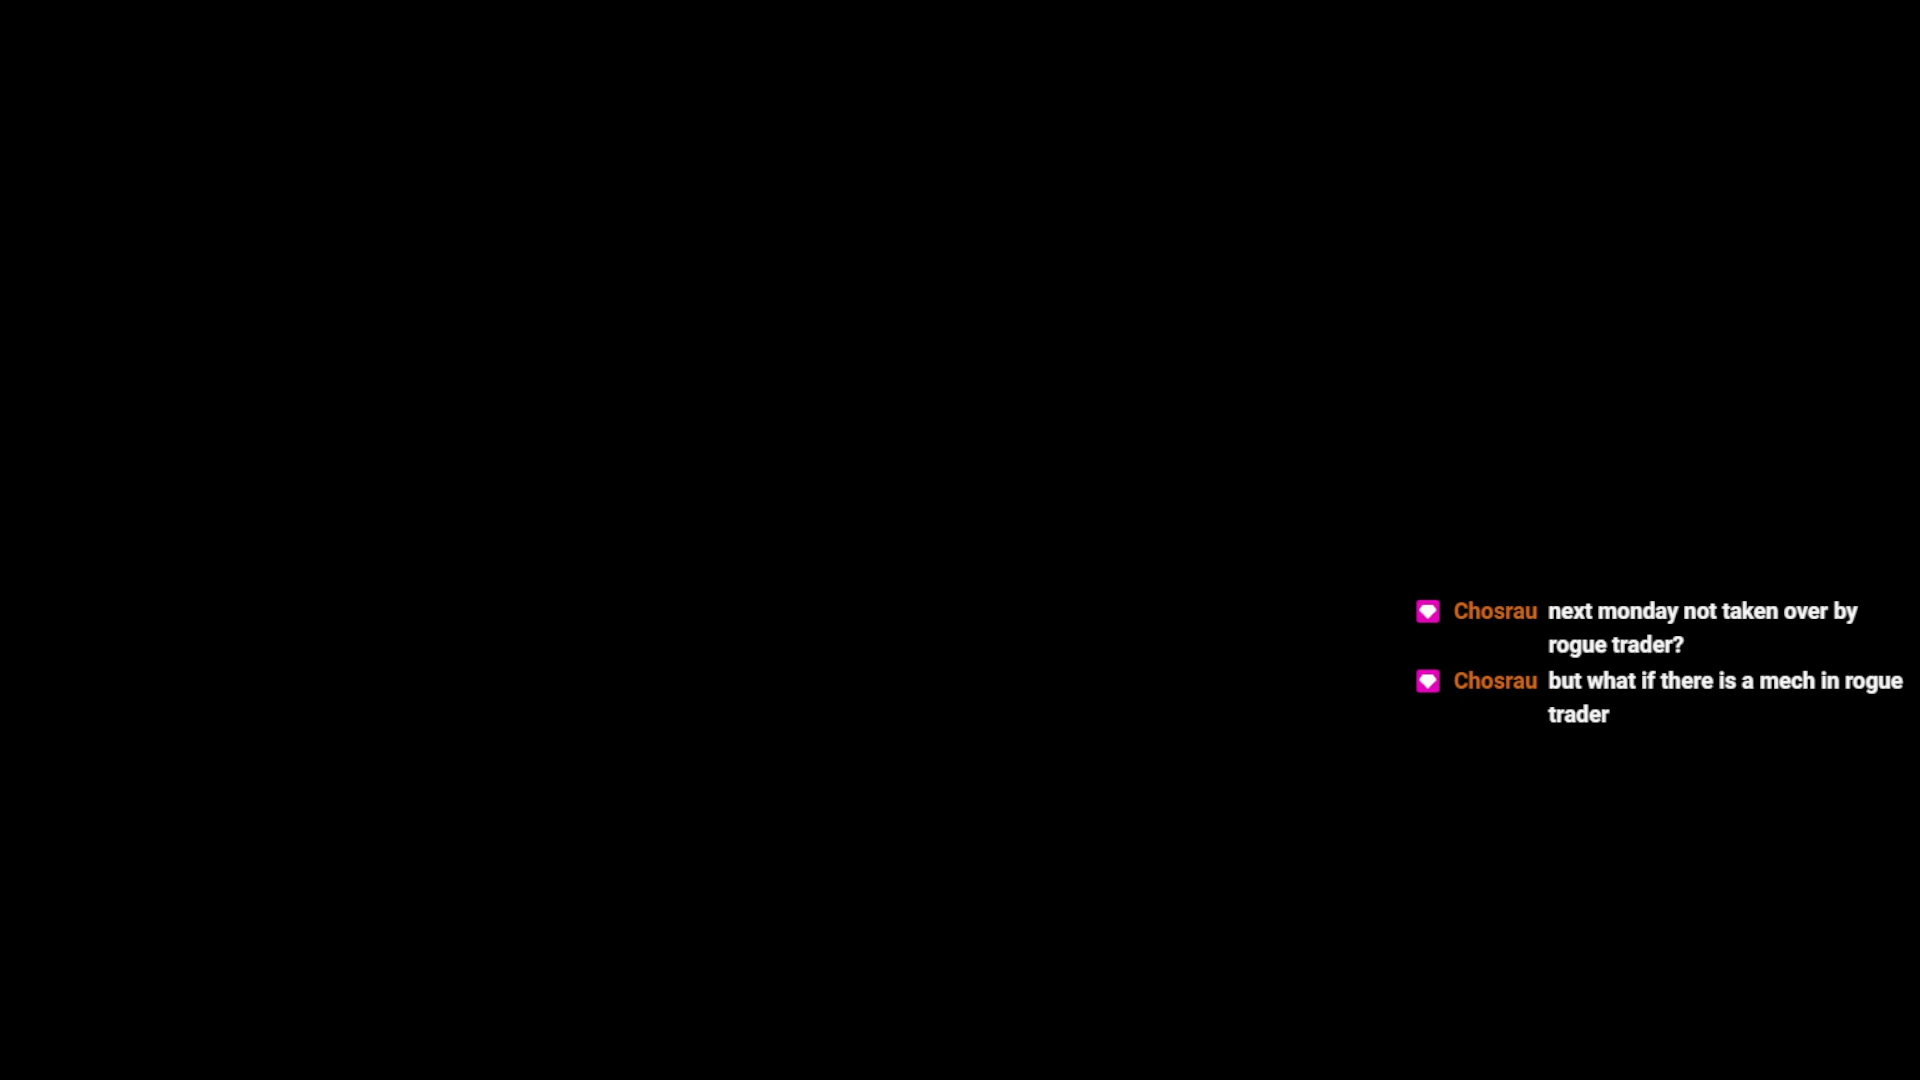 Chosrau next monday not taken over by
rogue trader?
Chosrau but what if there is a mech in rogue
trader